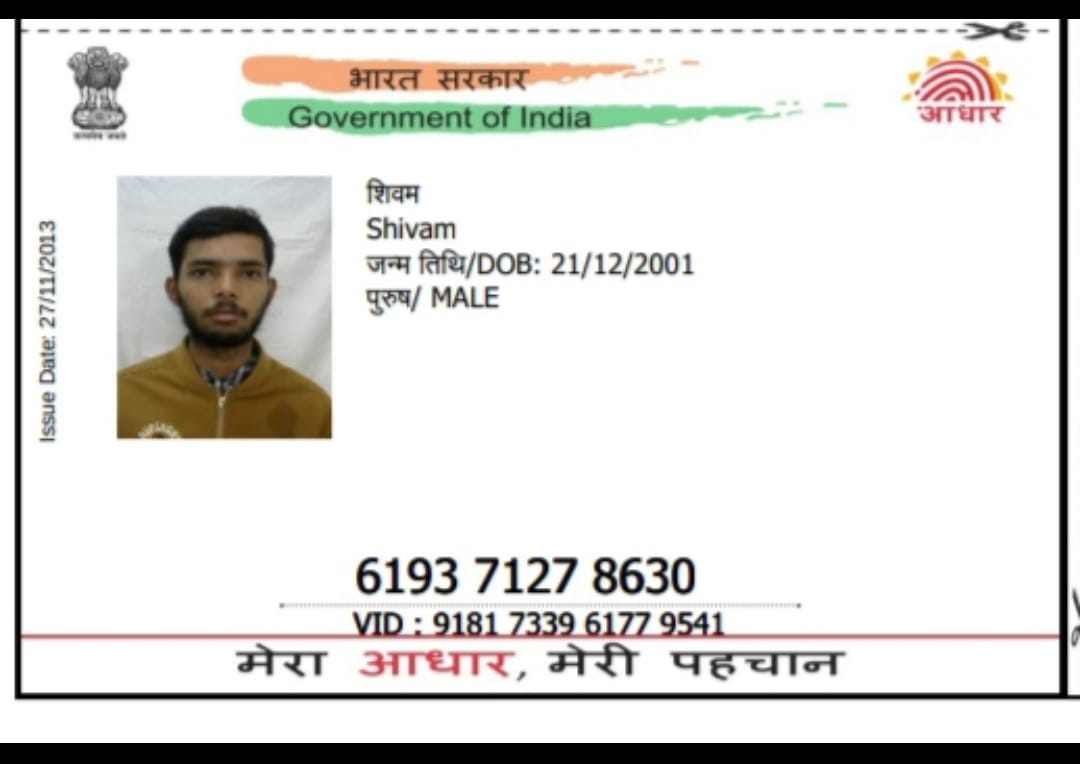 भारत सरकार
Government of India
आधार
Issue Date: 27/11/2013
शिवम
Shivam
जन्म तिथि/DOB: 21/12/2001
पुरुष/ MALE
6193 7127 8630
VID : 9181 7339 6177 9541
मेरा आधार, मेरी पहचान